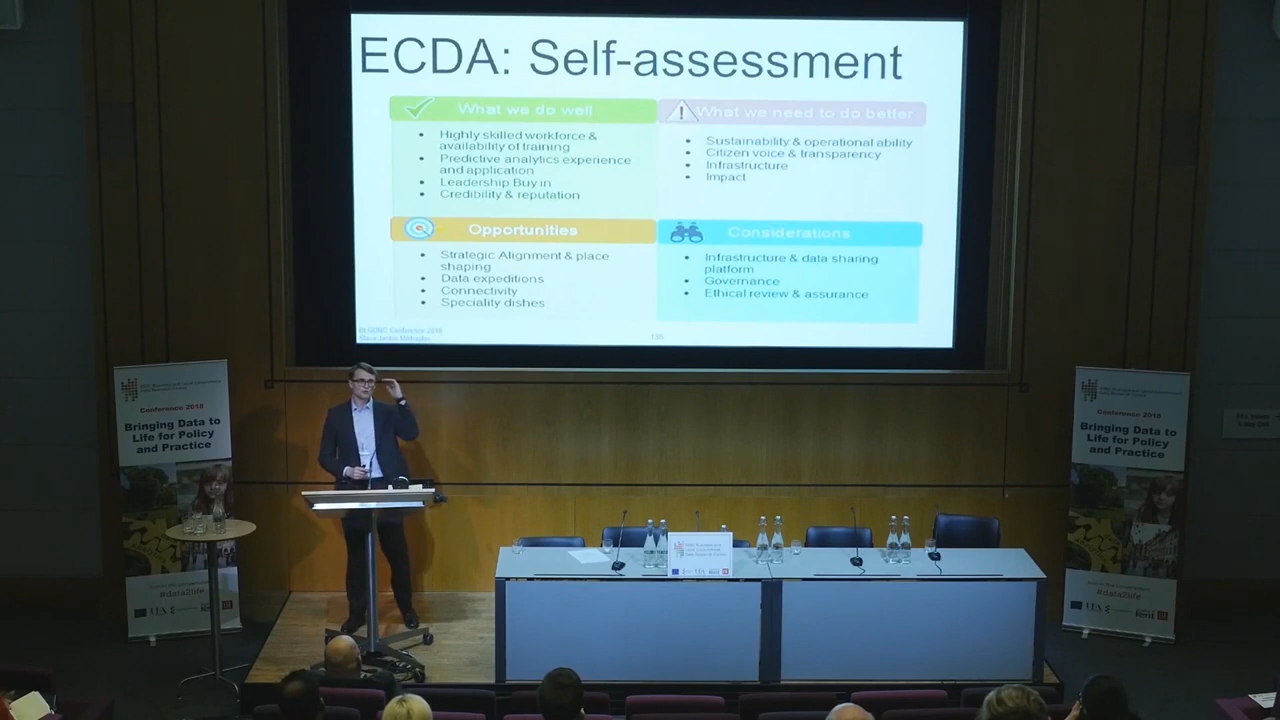 ECDA: Self-assessment
What we do well
Highly skilled workforce &
availability of training
Predictive analytics experience
and application
Leadership Buy in
Credibility & reputation
What we need to do better
Sustainability & operational ability
Citizen voice & transparency
Infrastructure
Impact
Opportunities
Strategic Alignment & place
shaping
Data expeditions
Connectivity
Speciality dishes
Considerations
Infrastructure & data sharing
platform
Governance
Ethical review & assurance
Conference 2018
Conference 2018
Bringing Data to
Life for Policy
and Practice
#data2life
Conference 2018
Bringing Data to
Life for Policy
and Practice
#data2life